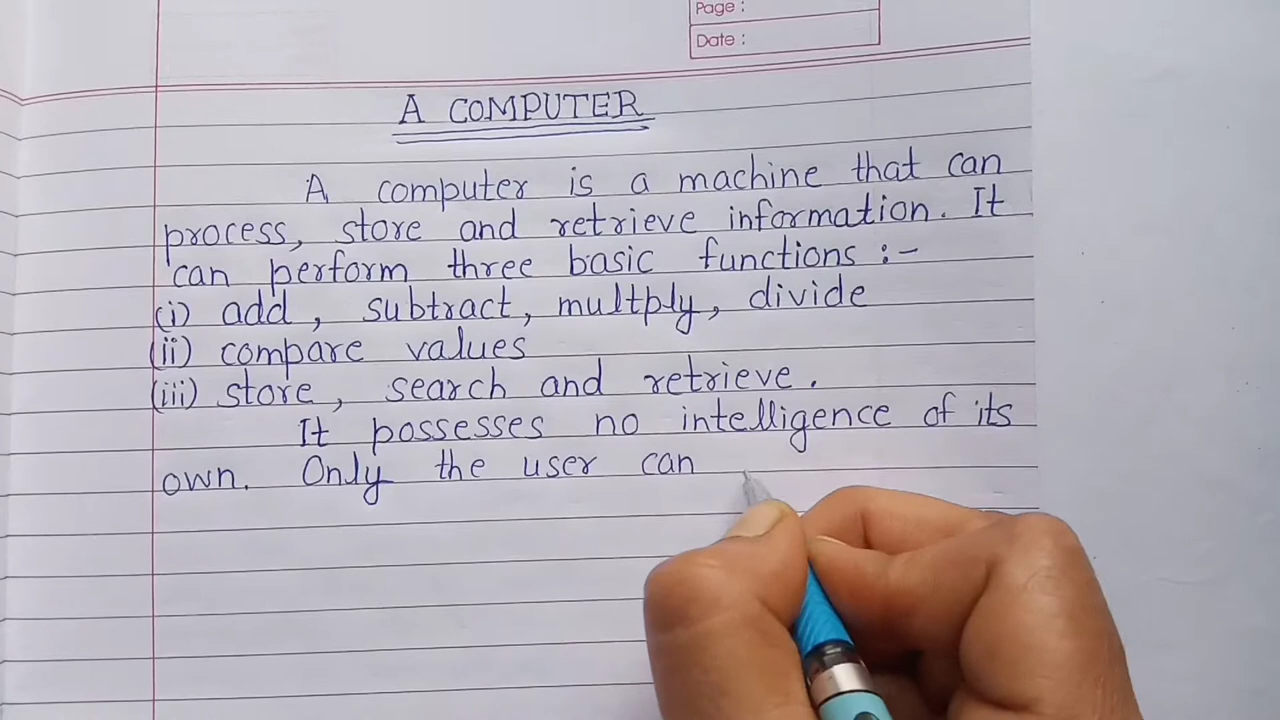 Page :
Date :
A COMPUTER
A computer is a machine that can
process, store and retrieve information. It
can perform three basic functions :-
(i) add , subtract, multply, divide
(ii) compare values
(iii) store , search and retrieve.
It possesses no intelligence of its
own. Only the user can